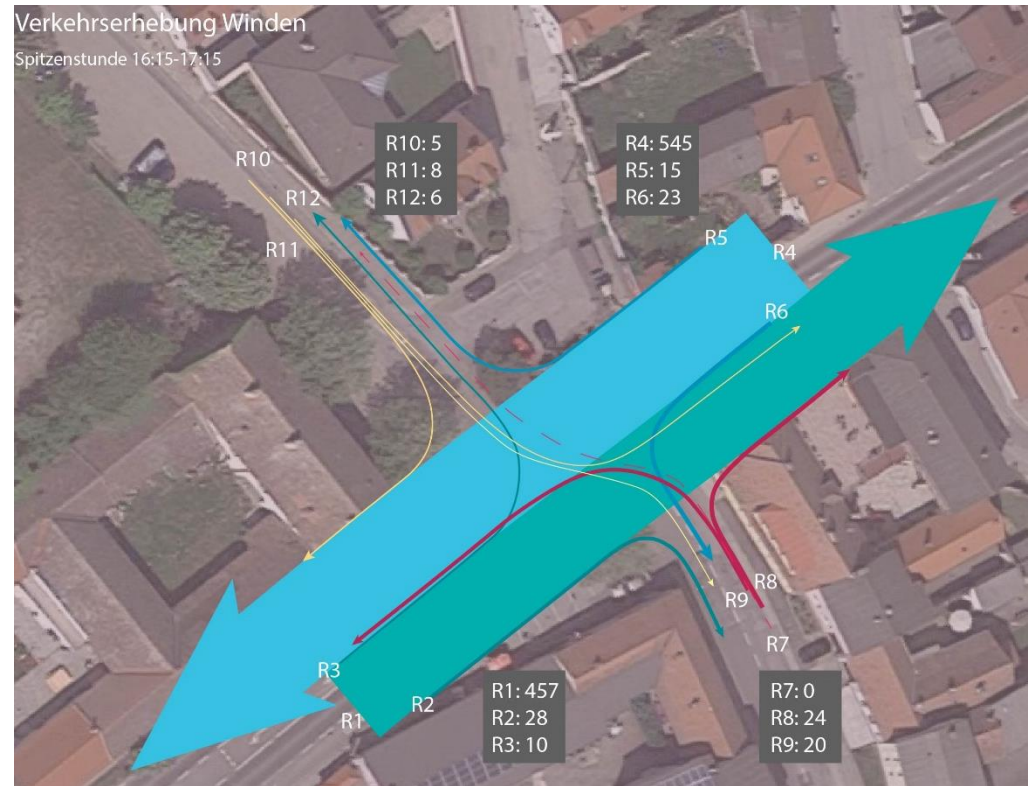 Verkehrserhebung Winden
Spitzenstunde 16:15-17:15
R10: 5
R11: 8
R12: 6
R4: 545
R5: 15
R6: 23
R10
R12
R11
R5
R4
R6
R3
R1
R2
R8
R9
R7
R1: 457
R2: 28
R3: 10
R7: 0
R8: 24
R9: 20